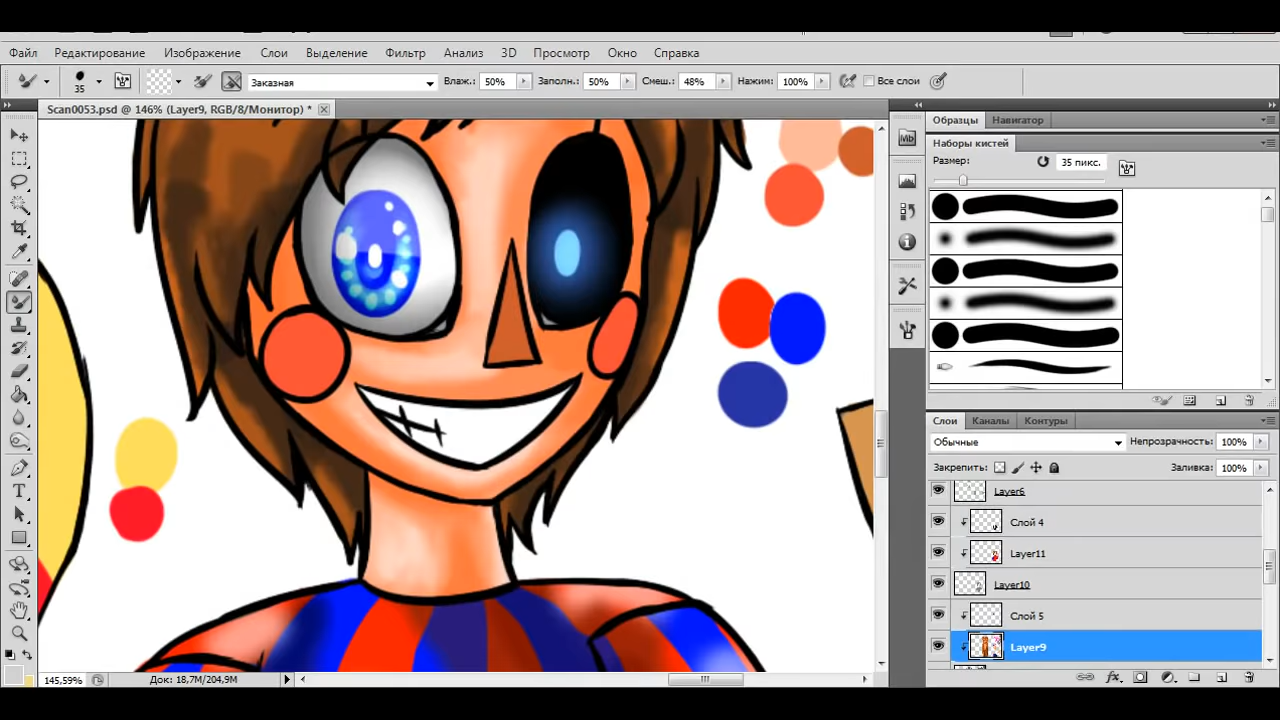 Файл Редактирование Изображение Слои Выделение Фильтр Анализ 3D Просмотр Окно Справка
35 Заказная Влаж.: 50% Заполн.: 50% Смеш.: 48% Нажим: 100% Все слои
Scan0053.psd @ 146% (Layer9, RGB/8/Монитор) *
Образцы Навигатор
Наборы кистей
Размер: 35 пикс.
Mb
Слои Каналы Контуры
Обычные Непрозрачность: 100%
Закрепить: Заливка: 100%
Layer6
Слой 4
Layer11
Layer10
Слой 5
Layer9
145,59% Док: 18,7M/204,9M